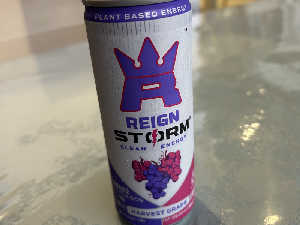 PLANT BASED ENERGY
REIGN
STORM
CLEAN ENERGY
HARVEST GRAPE